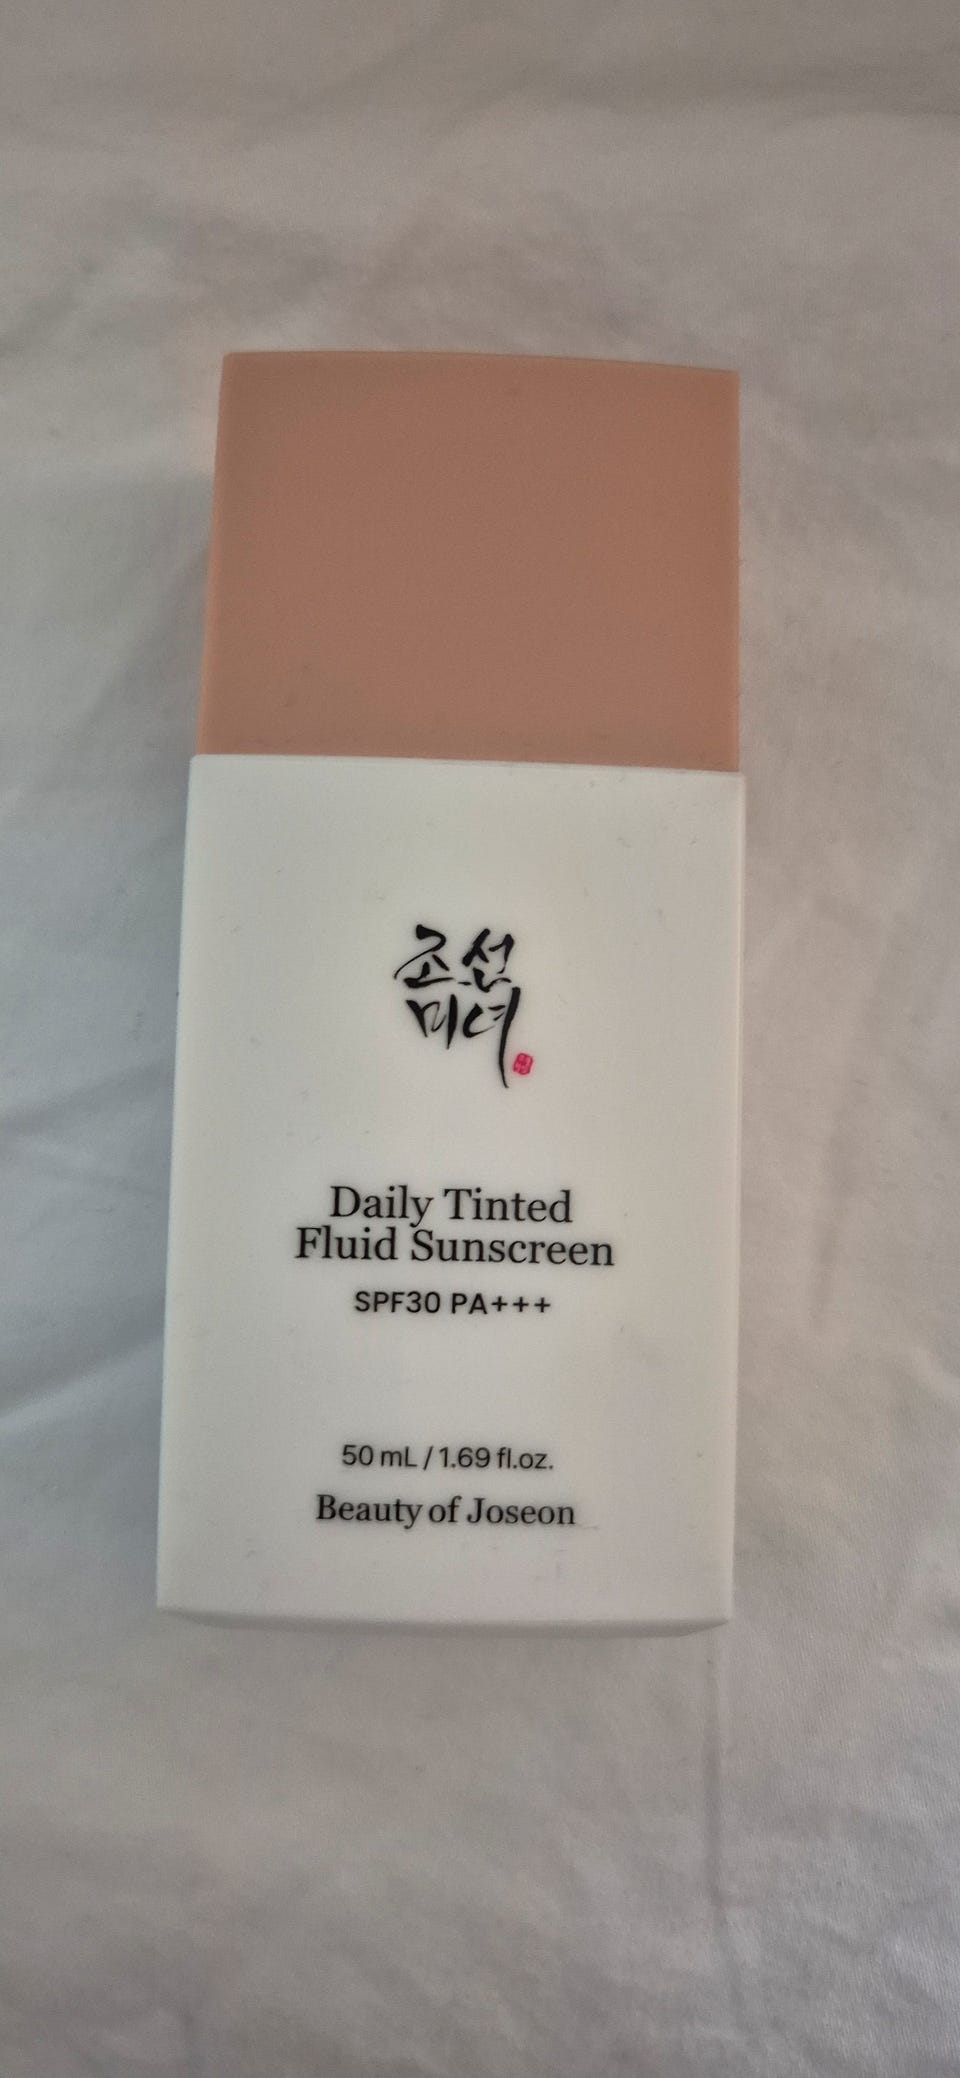 조선
미녀
Daily Tinted
Fluid Sunscreen
SPF30 PA+++
50 mL / 1.69 fl.oz.
Beauty of Joseon